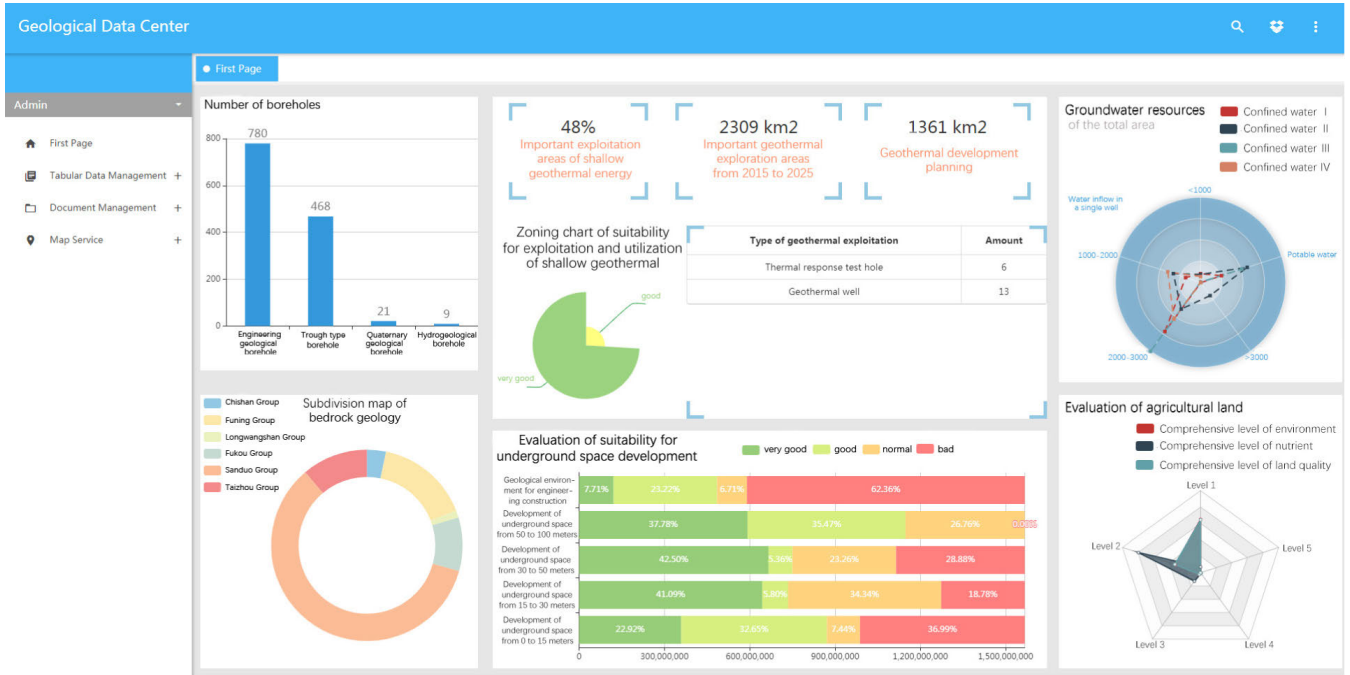 Geological Data Center
First Page
Admin
First Page
Tabular Data Management +
Document Management +
Map Service +
Number of boreholes
800
600
400
200
0
780
468
21
9
Engineering
geological
borehole
Trough type
borehole
Quaternary
geological
borehole
Hydrogeological
borehole
Chishan Group
Funing Group
Longwangshan Group
Fukou Group
Sanduo Group
Taizhou Group
Subdivision map of
bedrock geology
48%
Important exploitation
areas of shallow
geothermal energy
2309 km2
Important geothermal
exploration areas
from 2015 to 2025
1361 km2
Geothermal development
planning
Zoning chart of suitability
for exploitation and utilization
of shallow geothermal
good
very good
Type of geothermal exploitation Amount
Thermal response test hole 6
Geothermal well 13
Evaluation of suitability for
underground space development
very good good normal bad
Geological environ-
ment for engineer-
ing construction
7.71% 23.22% 6.71% 62.36%
Development of
underground space
from 50 to 100 meters
37.78% 35.47% 26.76%
Development of
underground space
from 30 to 50 meters
42.50% 5.36% 23.26% 28.88%
Development of
underground space
from 15 to 30 meters
41.09% 5.80% 34.34% 18.78%
Development of
underground space
from 0 to 15 meters
22.92% 32.65% 7.44% 36.99%
0 300,000,000 600,000,000 900,000,000 1,200,000,000 1,500,000,000
Groundwater resources
of the total area
Confined water I
Confined water II
Confined water III
Confined water IV
<1000
Water inflow in
a single well
1000-2000
Potable water
2000-3000
>3000
Evaluation of agricultural land
Comprehensive level of environment
Comprehensive level of nutrient
Comprehensive level of land quality
Level 1
Level 2
Level 5
Level 3
Level 4